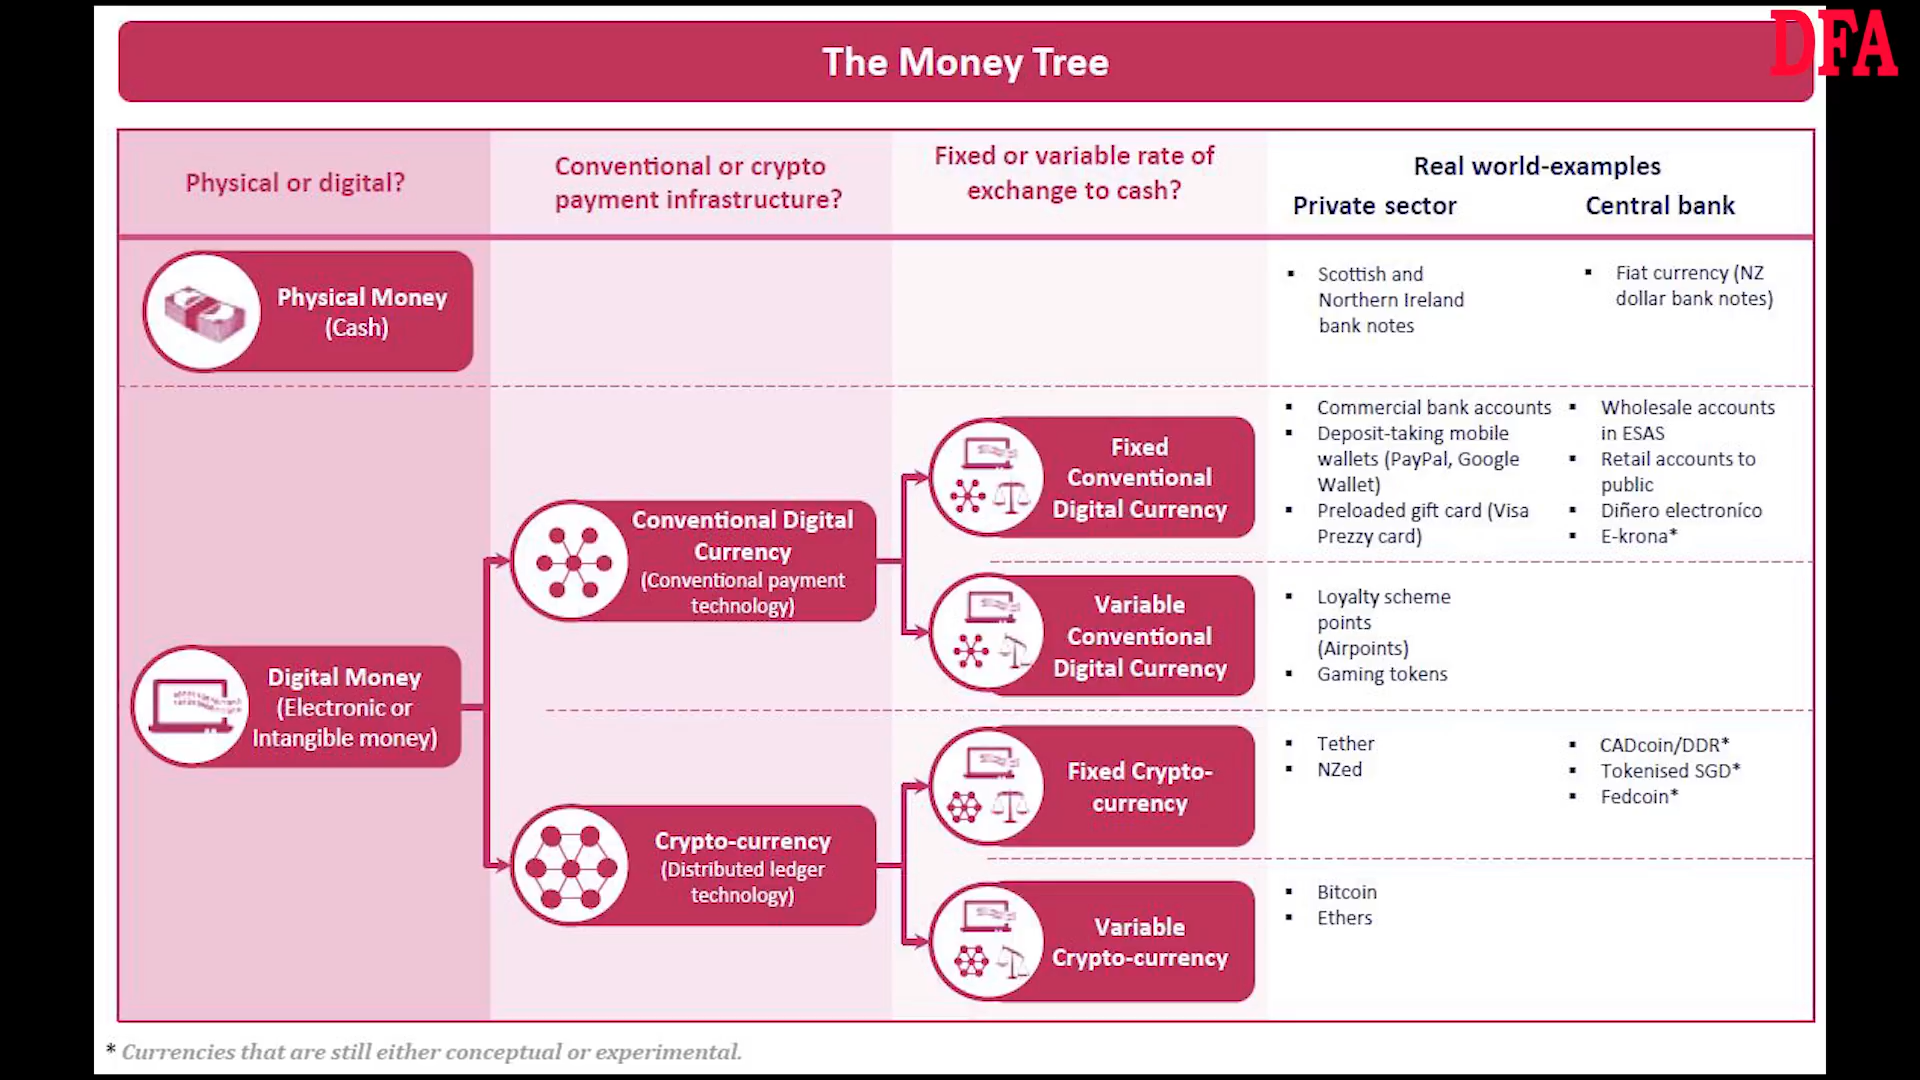 The Money Tree
DFA
Physical or digital?
Conventional or crypto
payment infrastructure?
Fixed or variable rate of
exchange to cash?
Real world-examples
Private sector
Central bank
Physical Money
(Cash)
▪ Scottish and
Northern Ireland
bank notes
▪ Fiat currency (NZ
dollar bank notes)
Digital Money
(Electronic or
Intangible money)
Conventional Digital
Currency
(Conventional payment
technology)
Fixed
Conventional
Digital Currency
▪ Commercial bank accounts
▪ Deposit-taking mobile
wallets (PayPal, Google
Wallet)
▪ Preloaded gift card (Visa
Prezzy card)
▪ Wholesale accounts
in ESAS
▪ Retail accounts to
public
▪ Diñero electroníco
▪ E-krona*
Variable
Conventional
Digital Currency
▪ Loyalty scheme
points
(Airpoints)
▪ Gaming tokens
Crypto-currency
(Distributed ledger
technology)
Fixed Crypto-
currency
▪ Tether
▪ NZed
▪ CADcoin/DDR*
▪ Tokenised SGD*
▪ Fedcoin*
Variable
Crypto-currency
▪ Bitcoin
▪ Ethers
* Currencies that are still either conceptual or experimental.